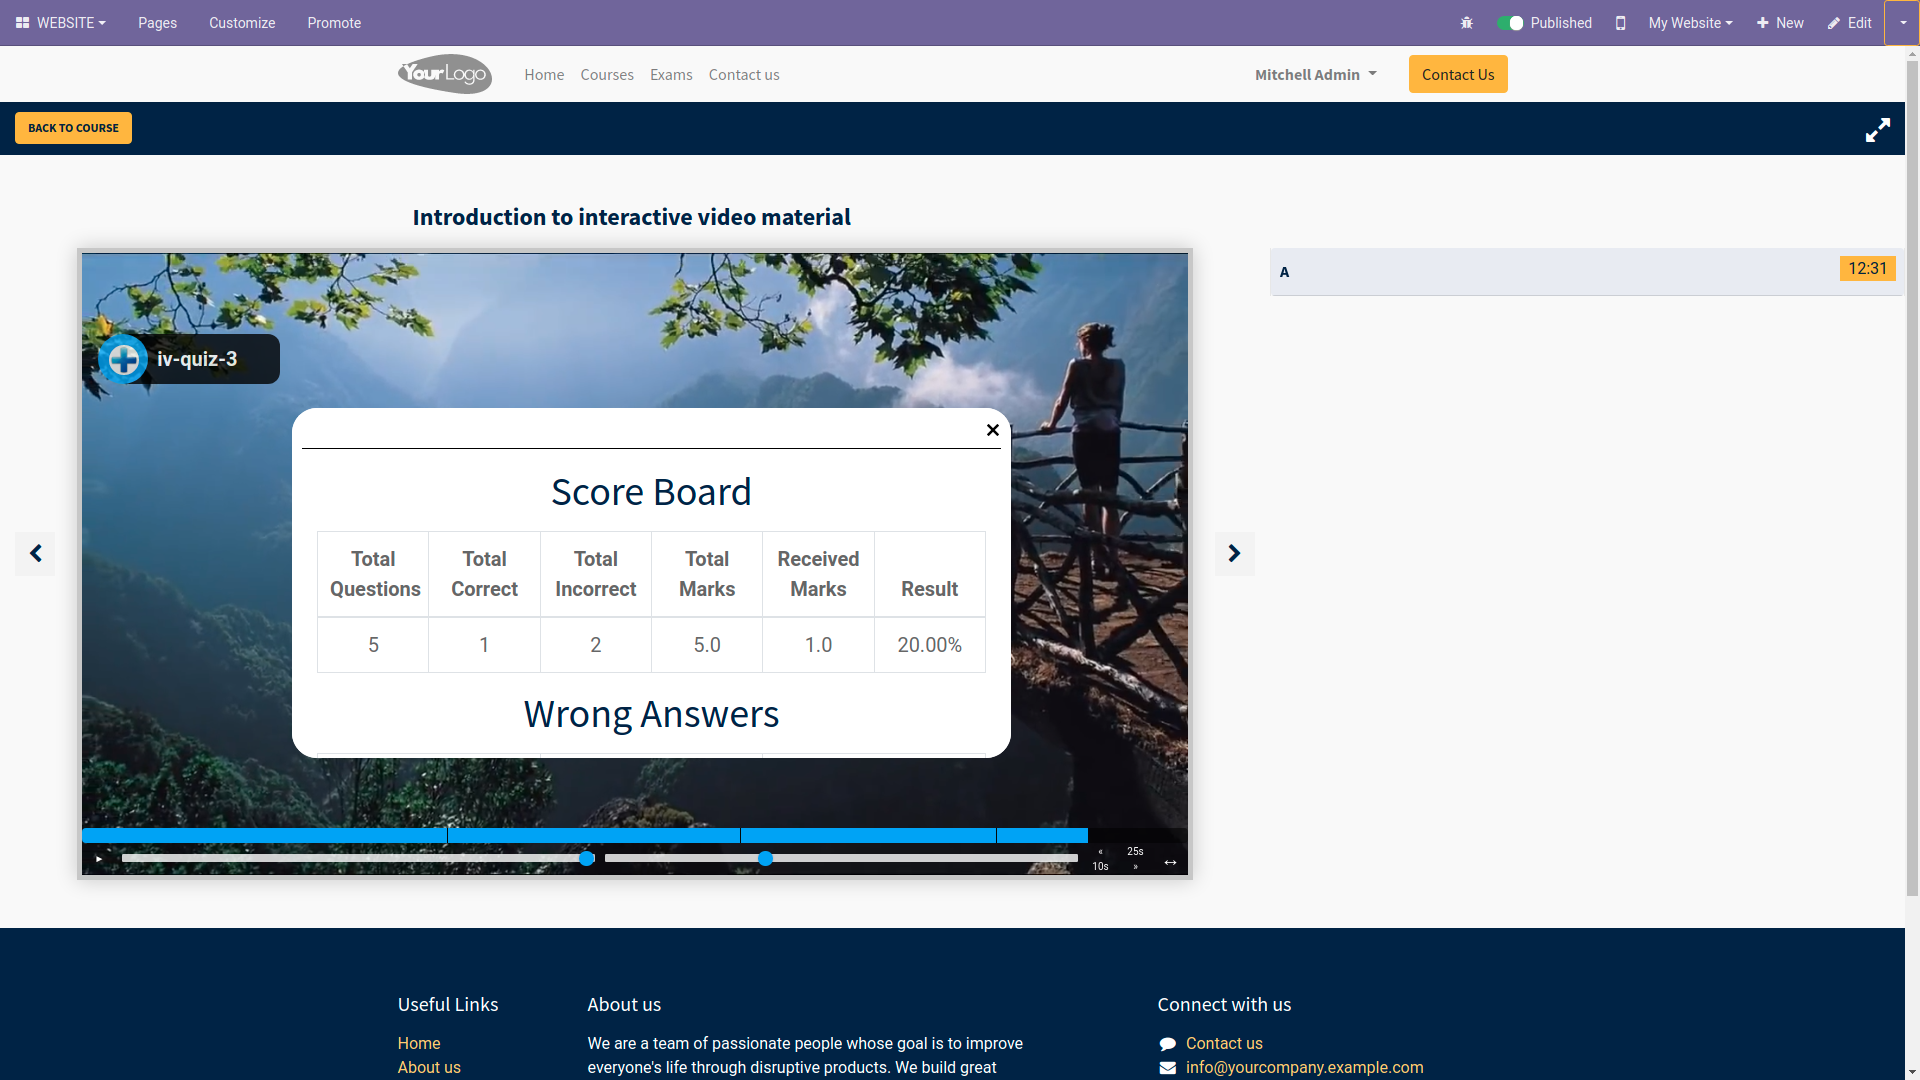 WEBSITE Pages Customize Promote Published My Website New Edit
YourLogo Home Courses Exams Contact us Mitchell Admin Contact Us
BACK TO COURSE
Introduction to interactive video material
A 12:31
iv-quiz-3
×
Score Board
Total Questions Total Correct Total Incorrect Total Marks Received Marks Result
5 1 2 5.0 1.0 20.00%
Wrong Answers
« 10s 25s »
Useful Links About us Connect with us
Home We are a team of passionate people whose goal is to improve Contact us
About us everyone's life through disruptive products. We build great info@yourcompany.example.com